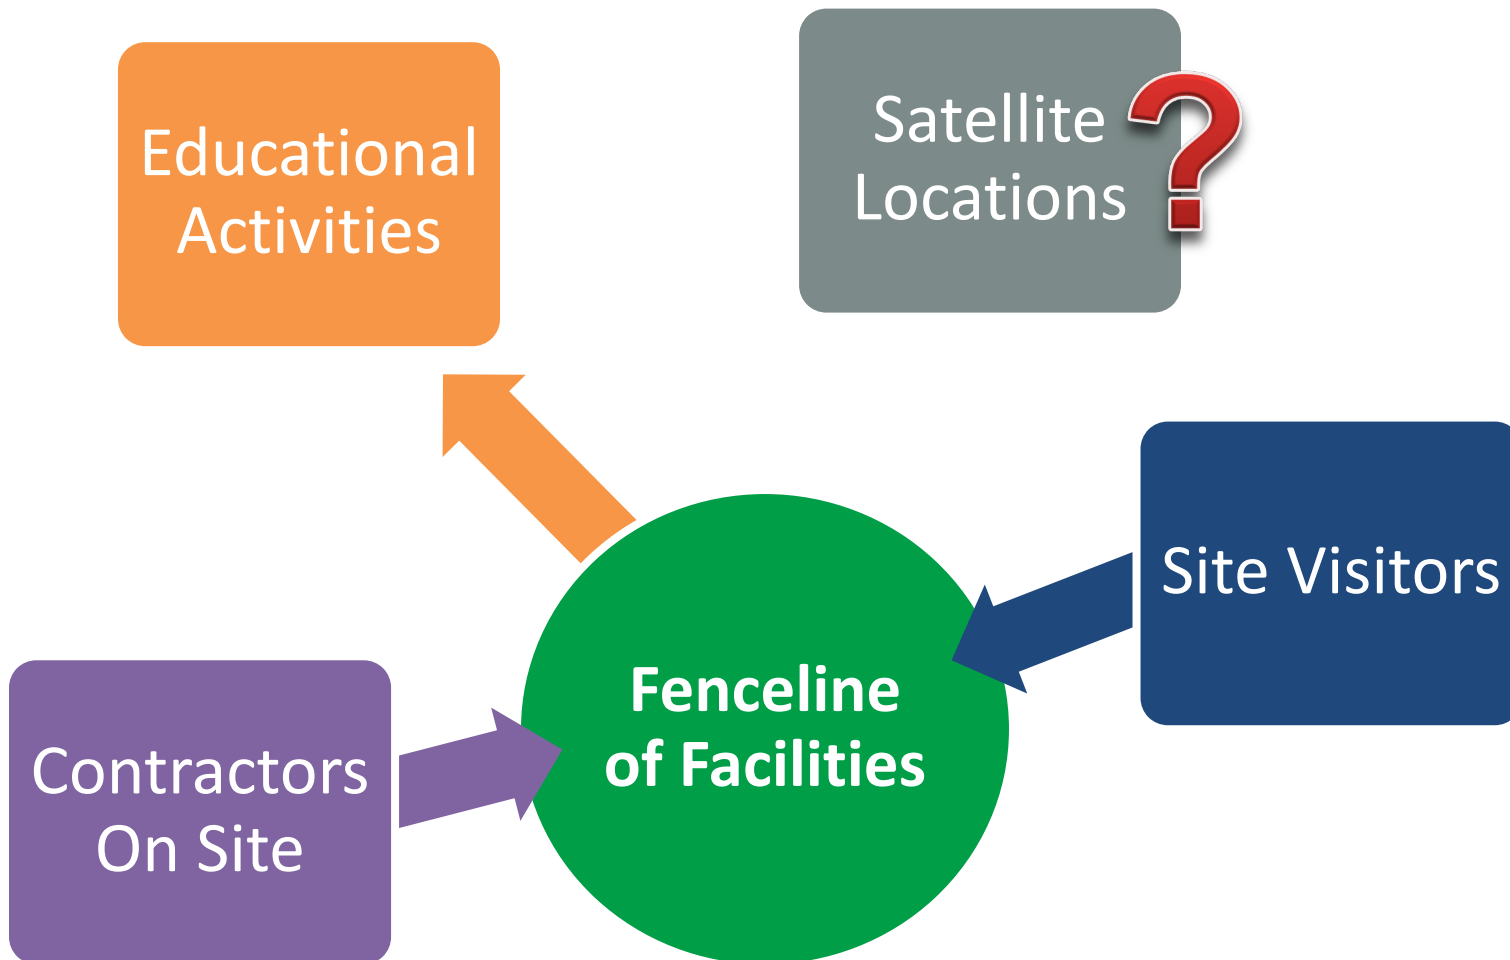 Educational
Activities
Satellite
Locations
?
Site Visitors
Fenceline
of Facilities
Contractors
On Site